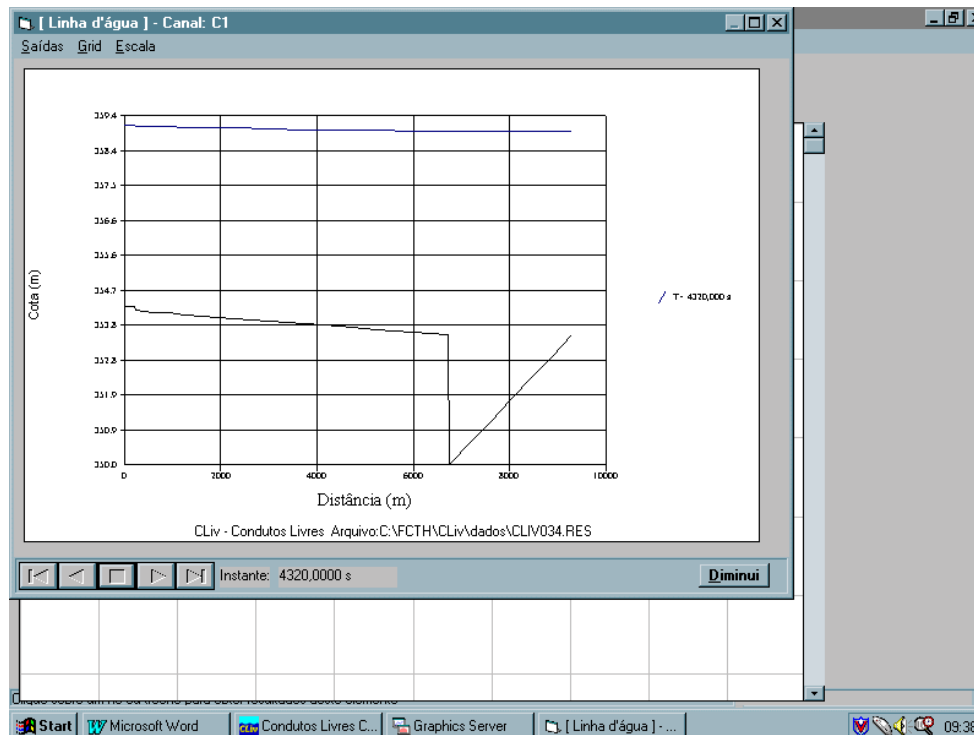 [ Linha d'água ] - Canal: C1
Saídas Grid Escala
359.4
358.4
357.5
356.6
355.6
354.7
353.8
352.8
351.9
350.9
350.0
Cota (m)
0 2000 4000 6000 8000 10000
Distância (m)
T - 4320,000 s
CLiv - Condutos Livres Arquivo:C:\FCTH\CLiv\dados\CLIV034.RES
Instante: 4320,0000 s
Diminui
Start Microsoft Word Condutos Livres C... Graphics Server [ Linha d'água ] - ... 09:38